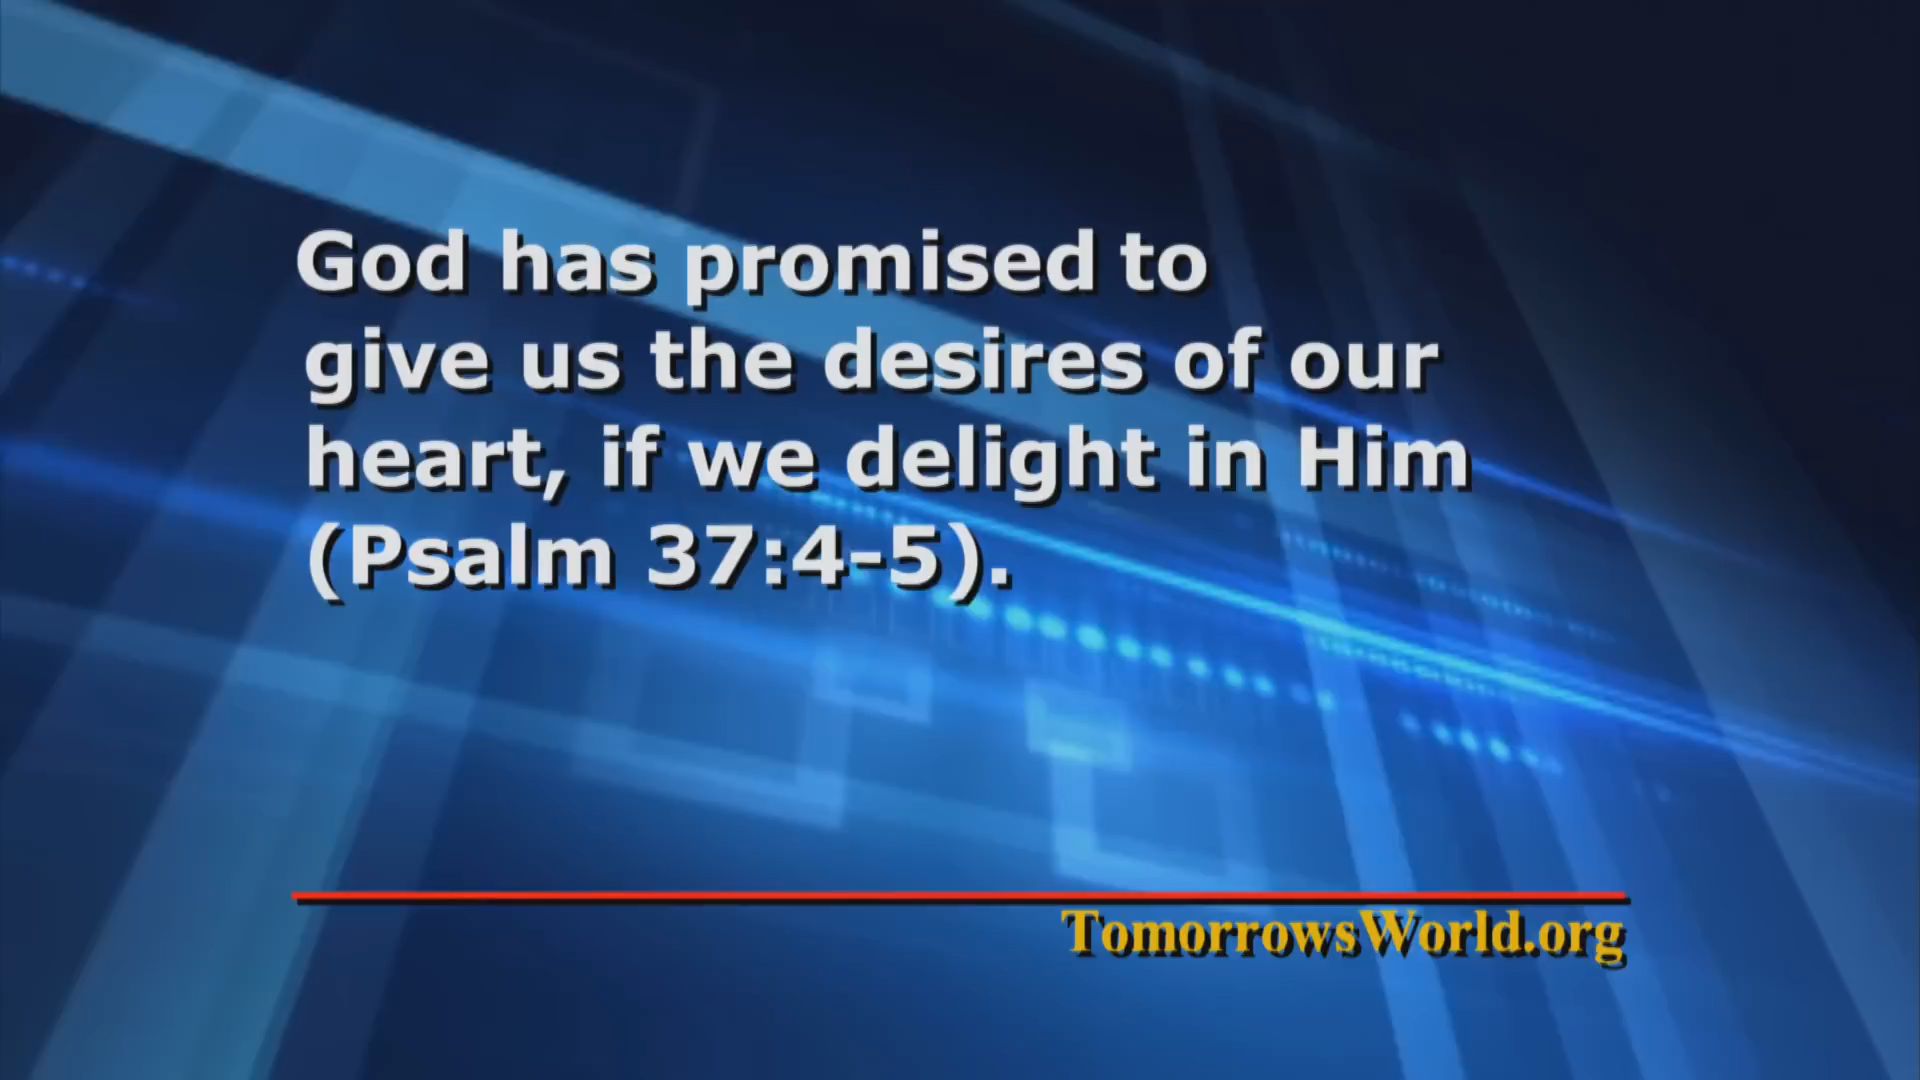 God has promised to
give us the desires of our
heart, if we delight in Him
(Psalm 37:4-5).
TomorrowsWorld.org